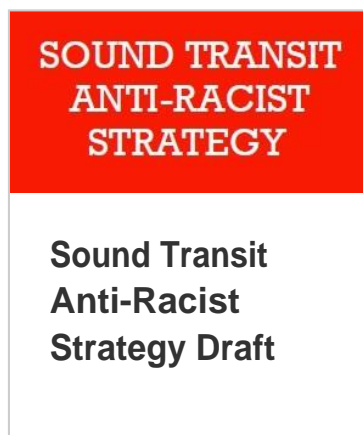 SOUND TRANSIT
ANTI-RACIST
STRATEGY
Sound Transit
Anti-Racist
Strategy Draft